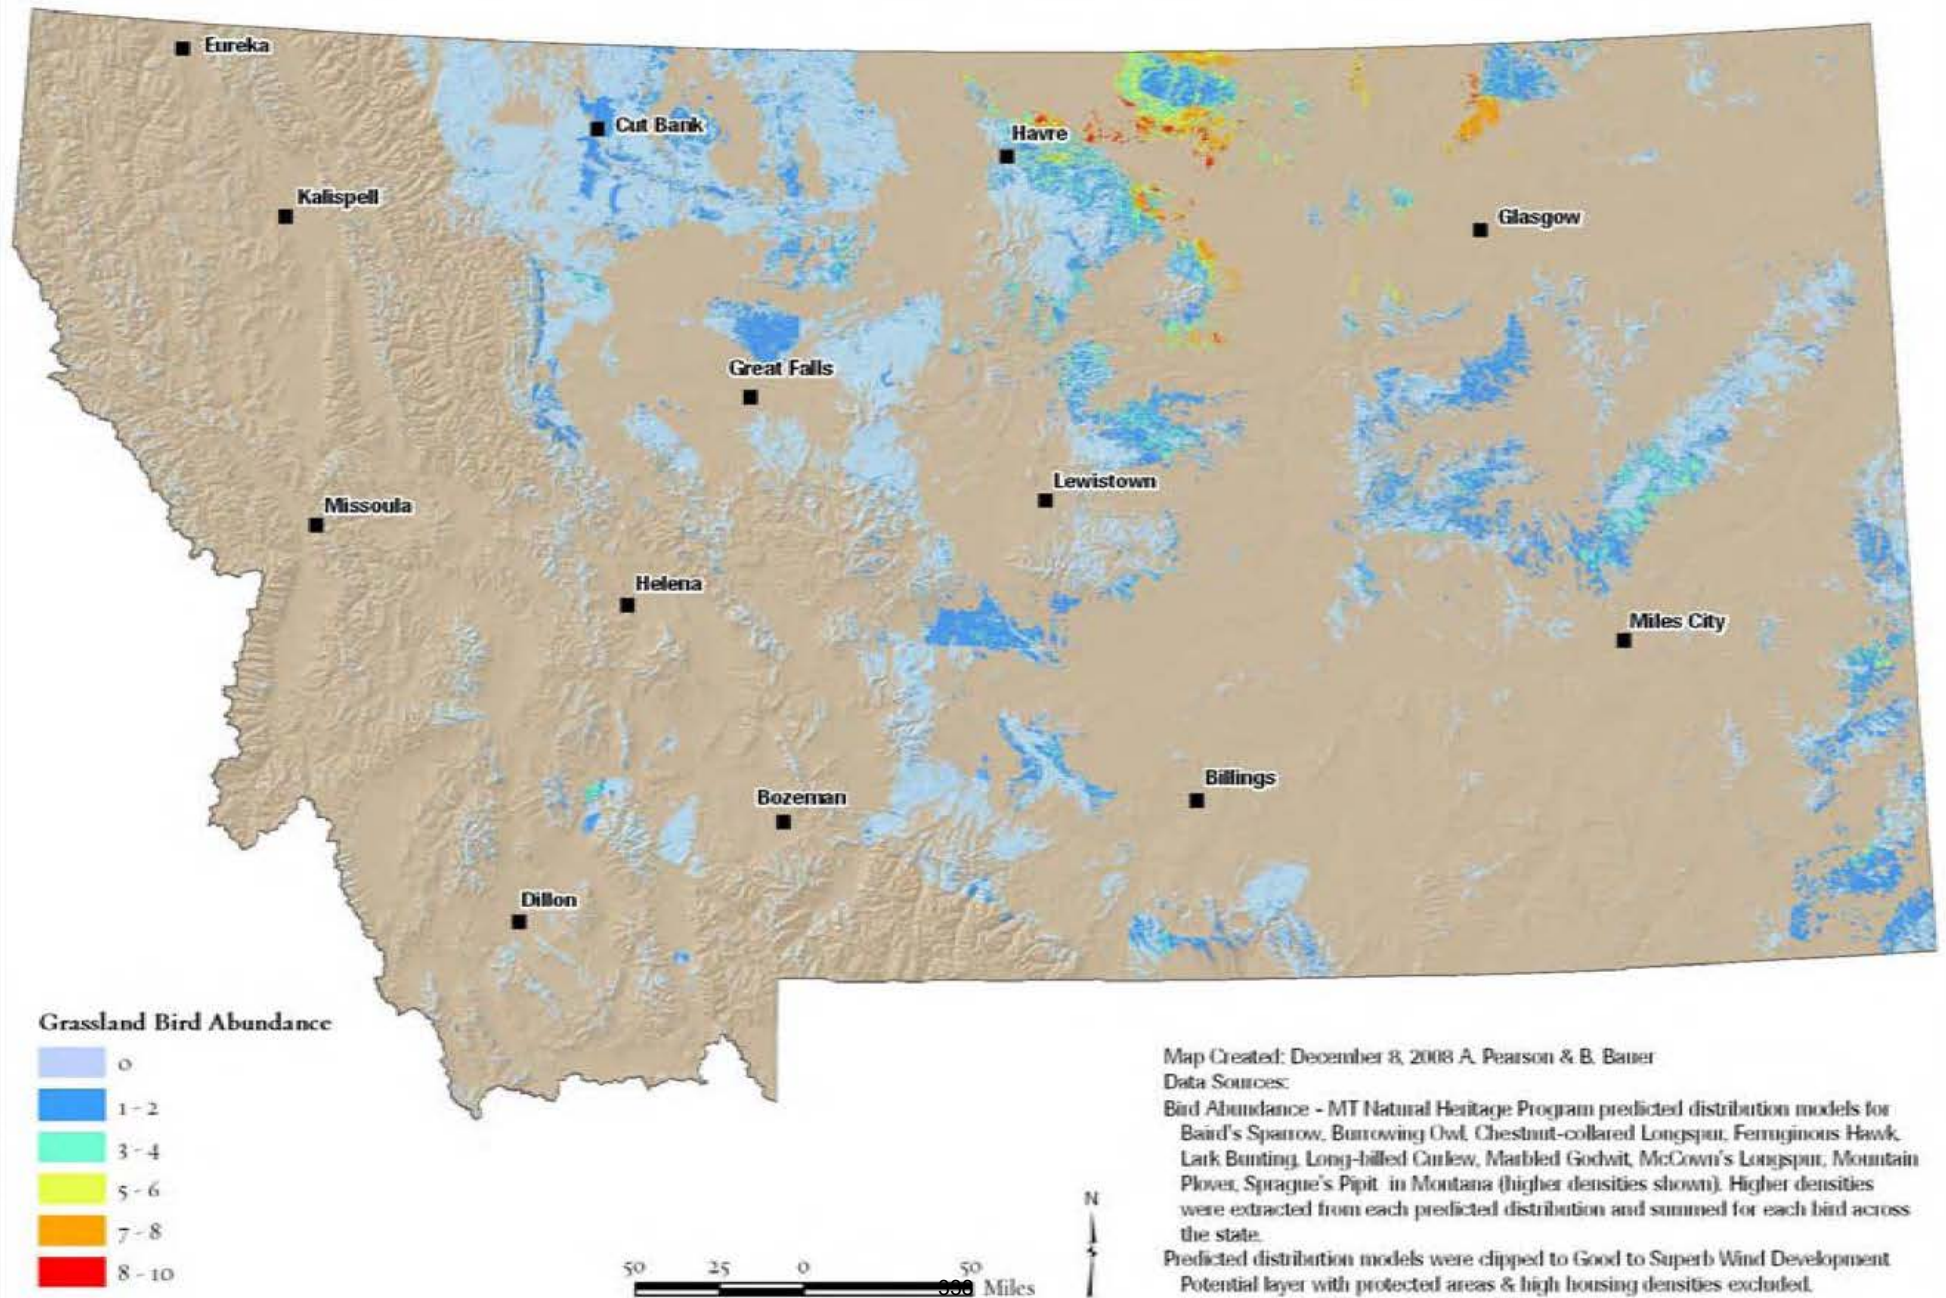 Eureka
Cut Bank
Havre
Kalispell
Glasgow
Great Falls
Lewistown
Missoula
Helena
Miles City
Billings
Bozeman
Dillon
Grassland Bird Abundance
0
1 - 2
3 - 4
5 - 6
7 - 8
8 - 10
Map Created: December 8, 2008 A. Pearson & B. Bauer
Data Sources:
Bird Abundance - MT Natural Heritage Program predicted distribution models for
Baird's Sparrow, Burrowing Owl, Chestnut-collared Longspur, Ferruginous Hawk,
Lark Bunting, Long-billed Curlew, Marbled Godwit, McCown's Longspur, Mountain
Plover, Sprague's Pipit in Montana (higher densities shown). Higher densities
were extracted from each predicted distribution and summed for each bird across
the state.
Predicted distribution models were clipped to Good to Superb Wind Development
Potential layer with protected areas & high housing densities excluded.
N
50 25 0 50
Miles